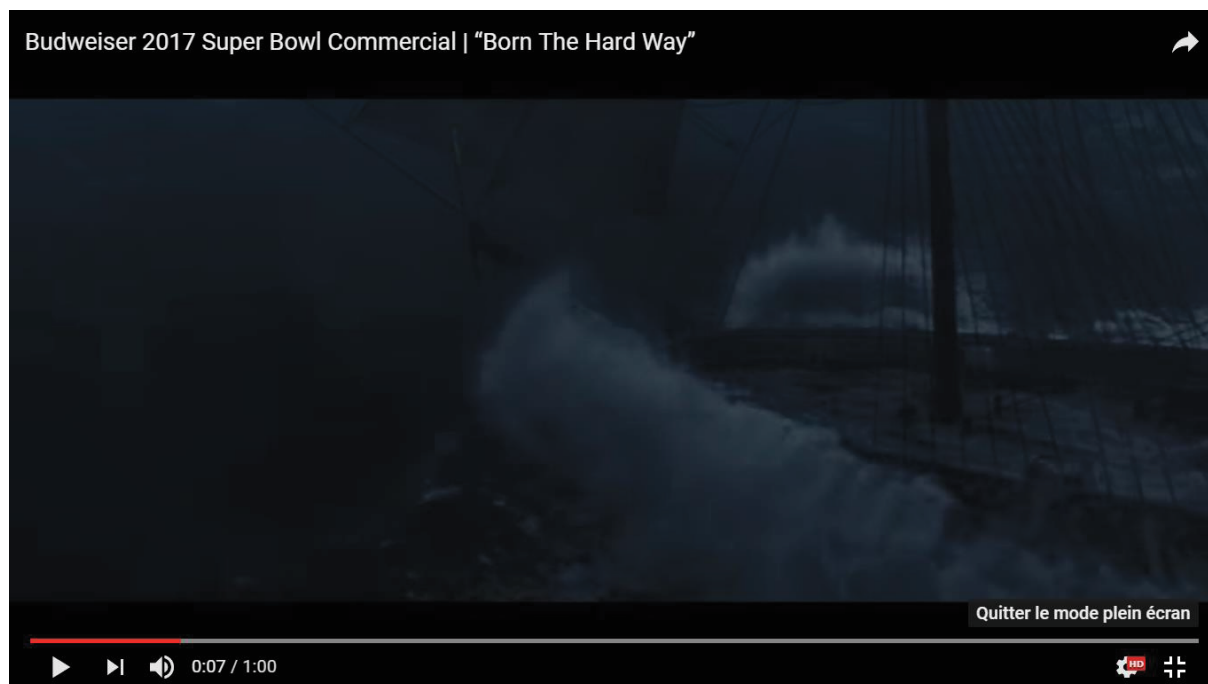 Budweiser 2017 Super Bowl Commercial | “Born The Hard Way”
Quitter le mode plein écran
0:07 / 1:00
HD